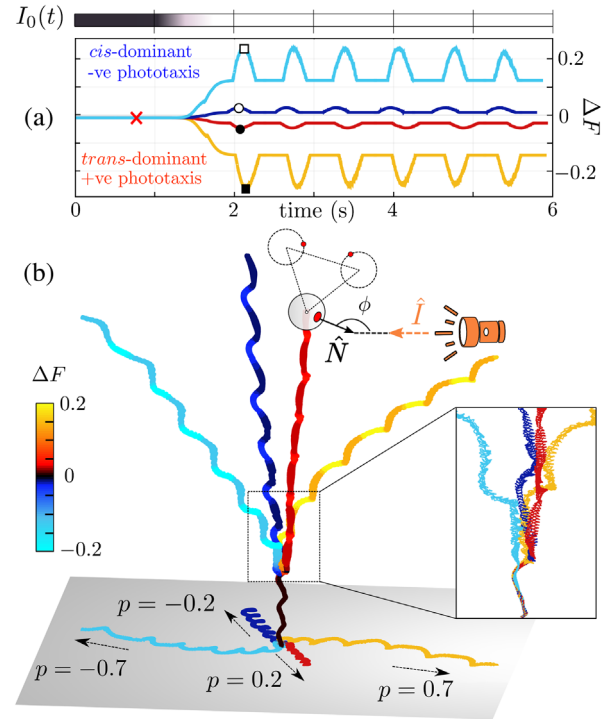 I₀(t)
cis-dominant
-ve phototaxis
(a)
trans-dominant
+ve phototaxis
0.2
0
−0.2
ΔF
0 2 4 6
time (s)
(b)
ϕ
Î
N̂
ΔF
0.2
0
−0.2
p = −0.2
p = −0.7
p = 0.2
p = 0.7